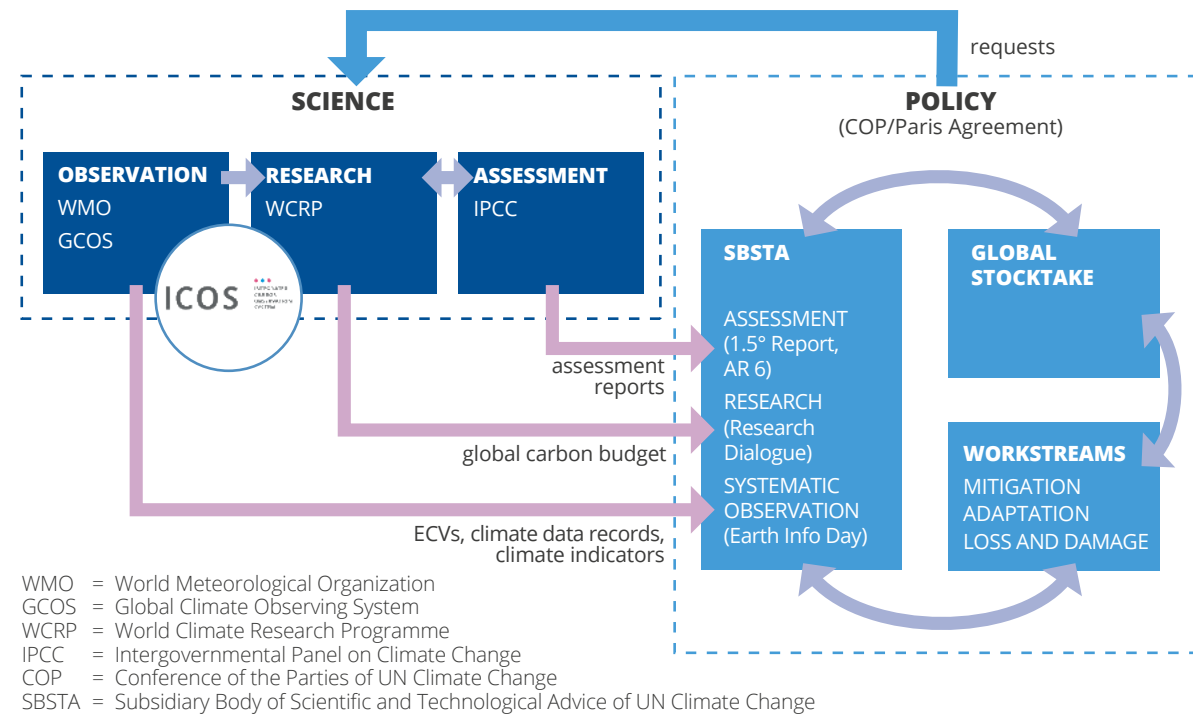 requests
SCIENCE
POLICY
(COP/Paris Agreement)
OBSERVATION
WMO
GCOS
RESEARCH
WCRP
ASSESSMENT
IPCC
ICOS
INTEGRATED
CARBON
OBSERVATION
SYSTEM
SBSTA
ASSESSMENT
(1.5° Report,
AR 6)
RESEARCH
(Research
Dialogue)
SYSTEMATIC
OBSERVATION
(Earth Info Day)
GLOBAL
STOCKTAKE
WORKSTREAMS
MITIGATION
ADAPTATION
LOSS AND DAMAGE
assessment
reports
global carbon budget
ECVs, climate data records,
climate indicators
WMO = World Meteorological Organization
GCOS = Global Climate Observing System
WCRP = World Climate Research Programme
IPCC = Intergovernmental Panel on Climate Change
COP = Conference of the Parties of UN Climate Change
SBSTA = Subsidiary Body of Scientific and Technological Advice of UN Climate Change